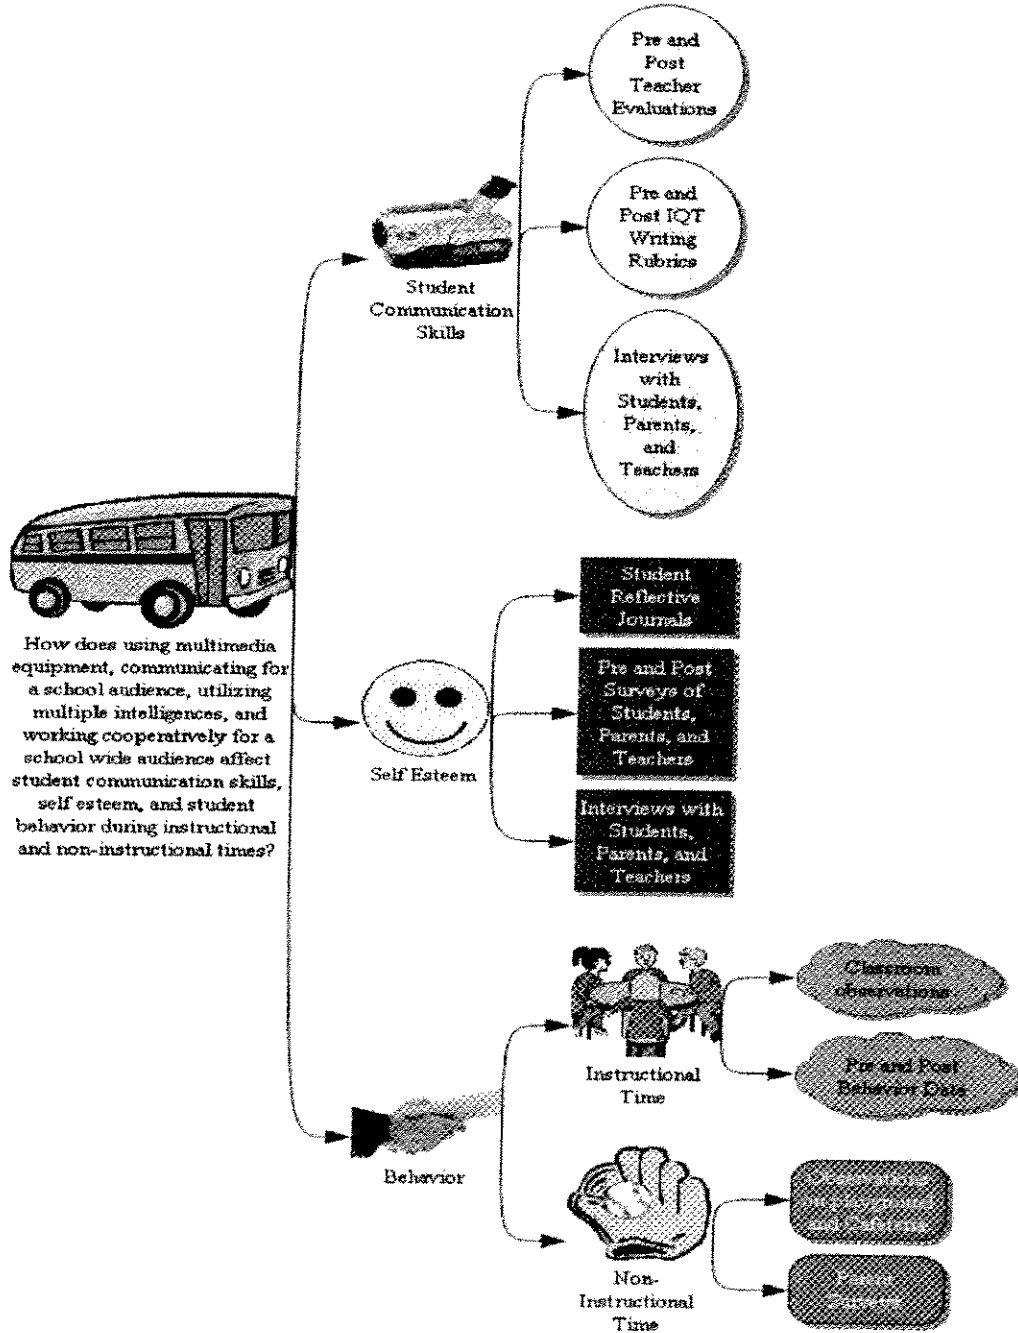 Pre and
Post
Teacher
Evaluations
Pre and
Post IQT
Writing
Rubrics
Student
Communication
Skills
Interviews
with
Students,
Parents,
and
Teachers
How does using multimedia
equipment, communicating for
a school audience, utilizing
multiple intelligences, and
working cooperatively for a
school wide audience affect
student communication skills,
self esteem, and student
behavior during instructional
and non-instructional times?
Student
Reflective
Journals
Pre and Post
Surveys of
Students,
Parents, and
Teachers
Self Esteem
Interviews with
Students,
Parents, and
Teachers
Classroom
observations
Instructional
Time
Pre and Post
Behavior Data
Behavior
and
Non-
Instructional
Time
Parent